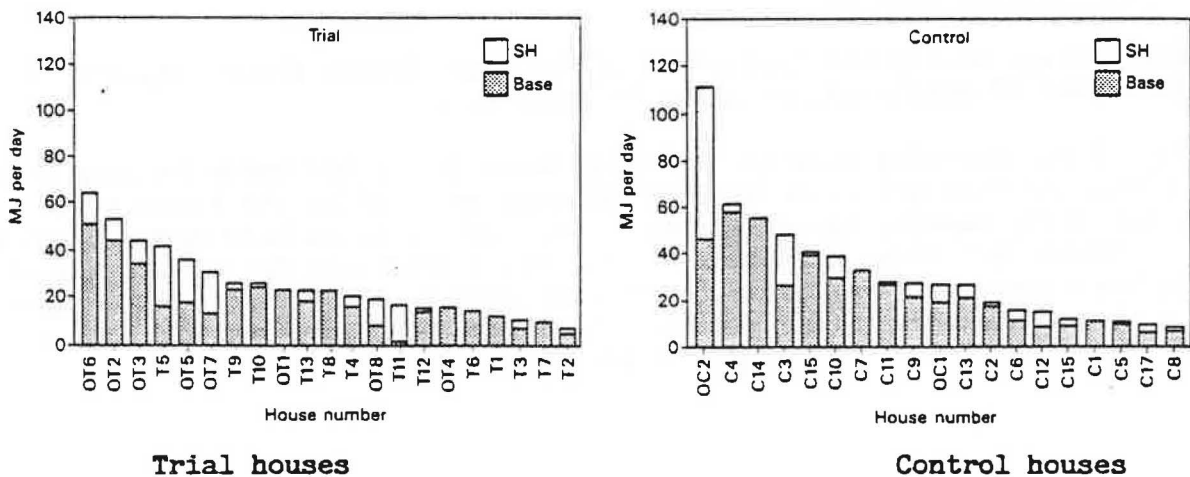 Trial
SH
Base
MJ per day
140
120
100
80
60
40
20
0
OT6 OT2 OT3 T5 OT5 OT7 T9 T10 OT1 T13 T8 T4 OT8 T11 T12 OT4 T6 T1 T3 T7 T2
House number
Trial houses
Control
SH
Base
MJ per day
140
120
100
80
60
40
20
0
OC2 C4 C14 C3 C15 C10 C7 C11 C9 OC1 C13 C2 C6 C12 C15 C1 C5 C17 C8
House number
Control houses